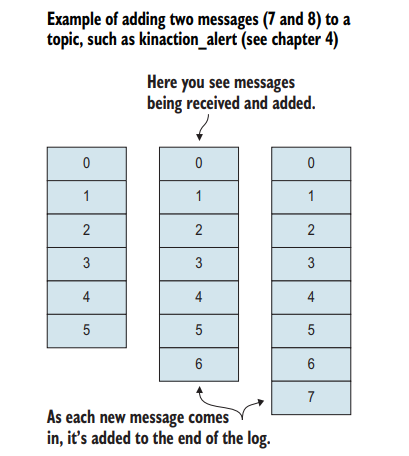 Example of adding two messages (7 and 8) to a
topic, such as kinaction_alert (see chapter 4)
Here you see messages
being received and added.
0 0 0
1 1 1
2 2 2
3 3 3
4 4 4
5 5 5
6 6
7
As each new message comes
in, it's added to the end of the log.